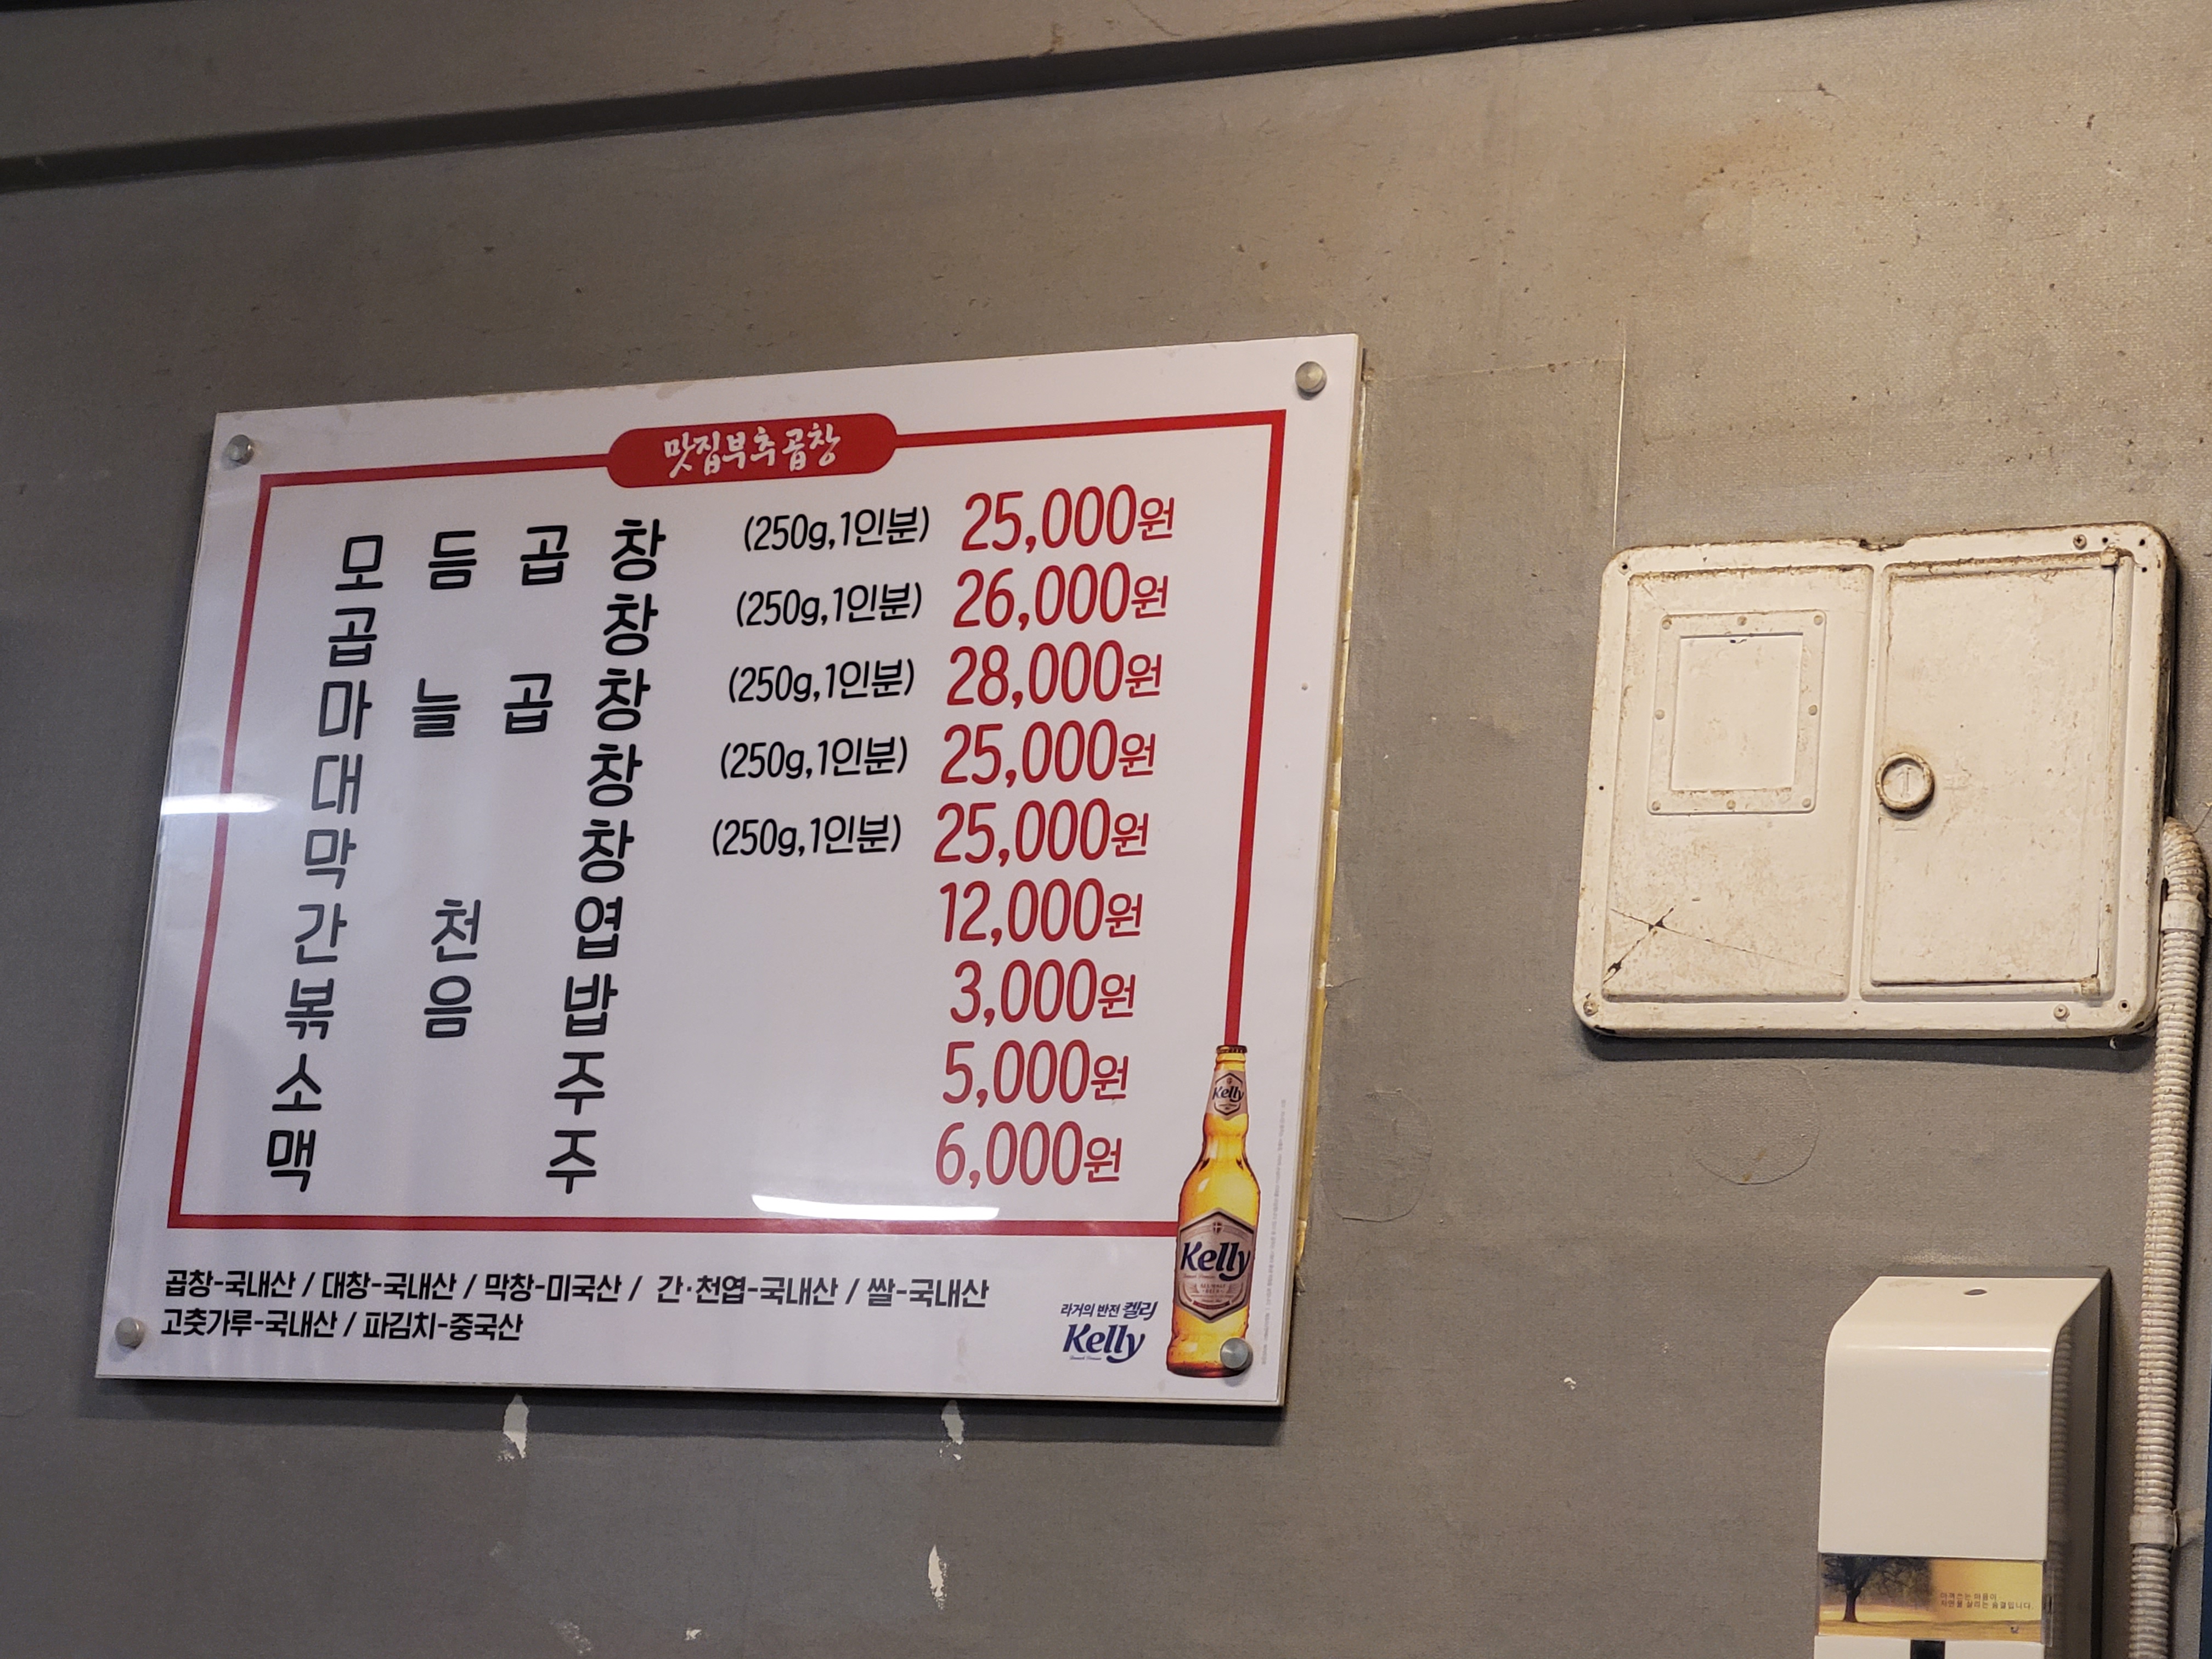 맛집부추곱창
모듬곱창 (250g,1인분) 25,000원
곱창 (250g,1인분) 26,000원
마늘곱창 (250g,1인분) 28,000원
대창 (250g,1인분) 25,000원
막창 (250g,1인분) 25,000원
간천엽 12,000원
볶음밥 3,000원
소주 5,000원
맥주 6,000원
곱창-국내산 / 대창-국내산 / 막창-미국산 / 간·천엽-국내산 / 쌀-국내산
고춧가루-국내산 / 파김치-중국산
라거의 반전 켈리
Kelly
Kelly
Kelly